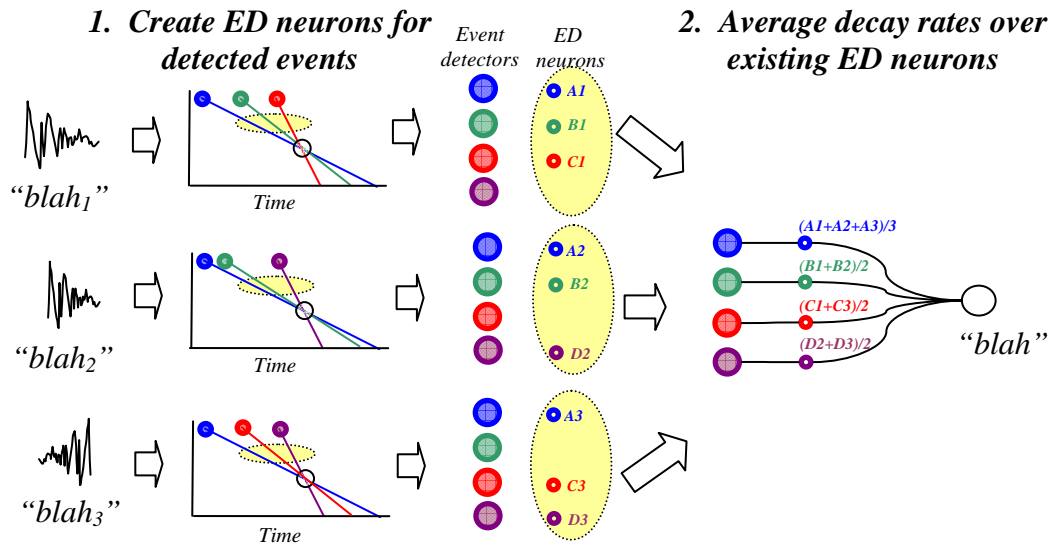 1. Create ED neurons for
detected events
Event
detectors
ED
neurons
2. Average decay rates over
existing ED neurons
“blah1”
Time
A1
B1
C1
“blah2”
Time
A2
B2
D2
“blah3”
Time
A3
C3
D3
(A1+A2+A3)/3
(B1+B2)/2
(C1+C3)/2
(D2+D3)/2
“blah”